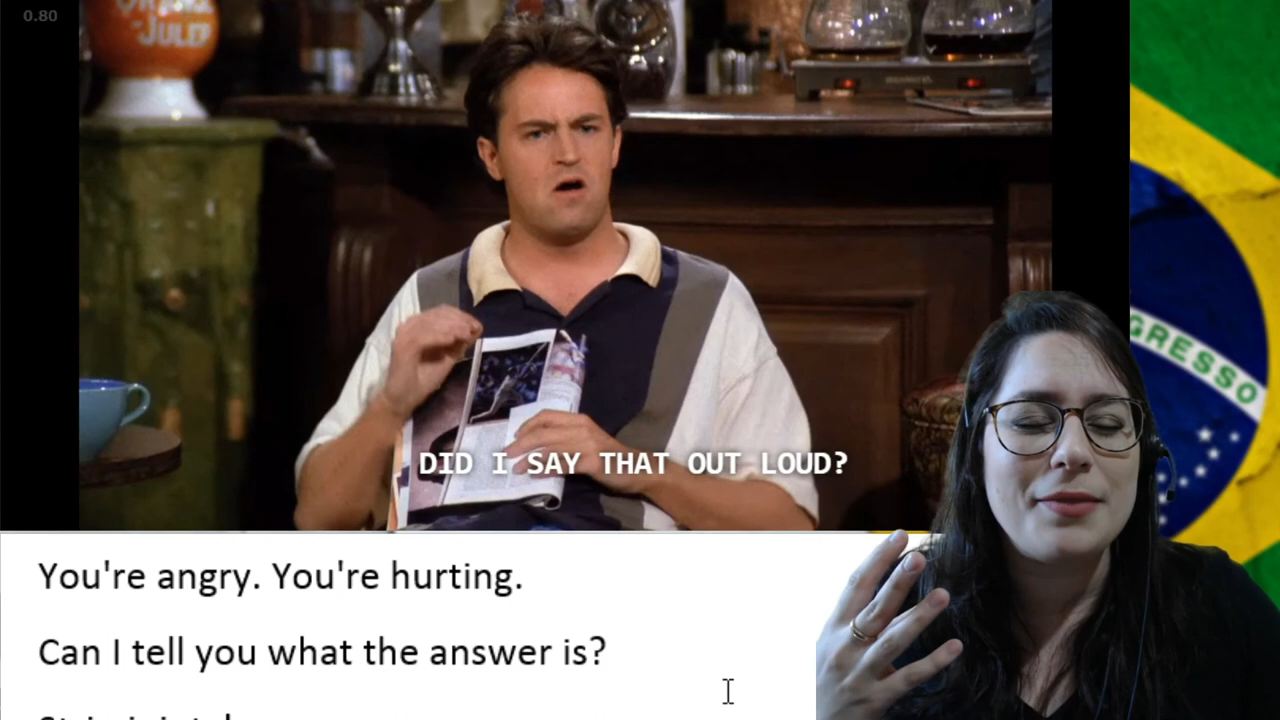 0.80
JULEP
DID I SAY THAT OUT LOUD?
GRESSO
You're angry. You're hurting.
Can I tell you what the answer is?